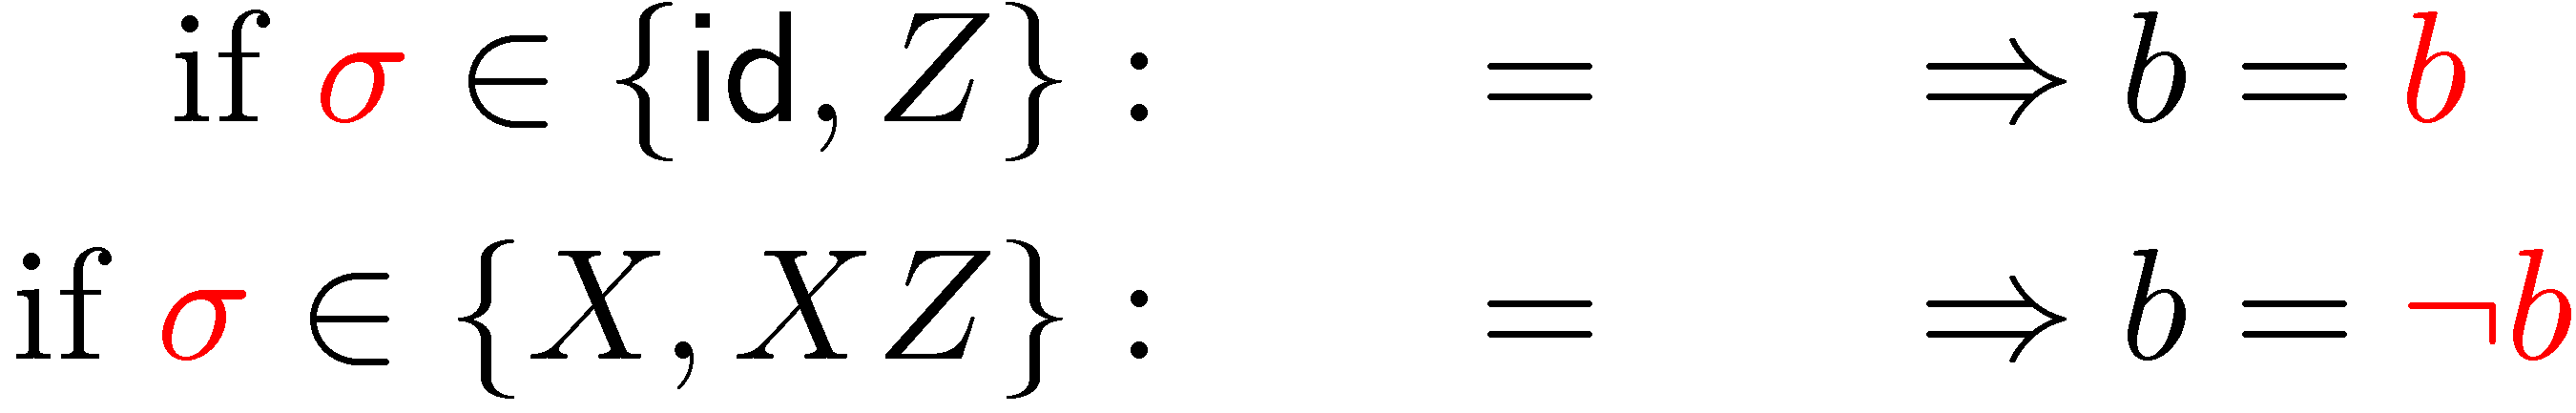 if σ ∈ {id, Z} : = ⇒ b = b
if σ ∈ {X, XZ} : = ⇒ b = ¬b